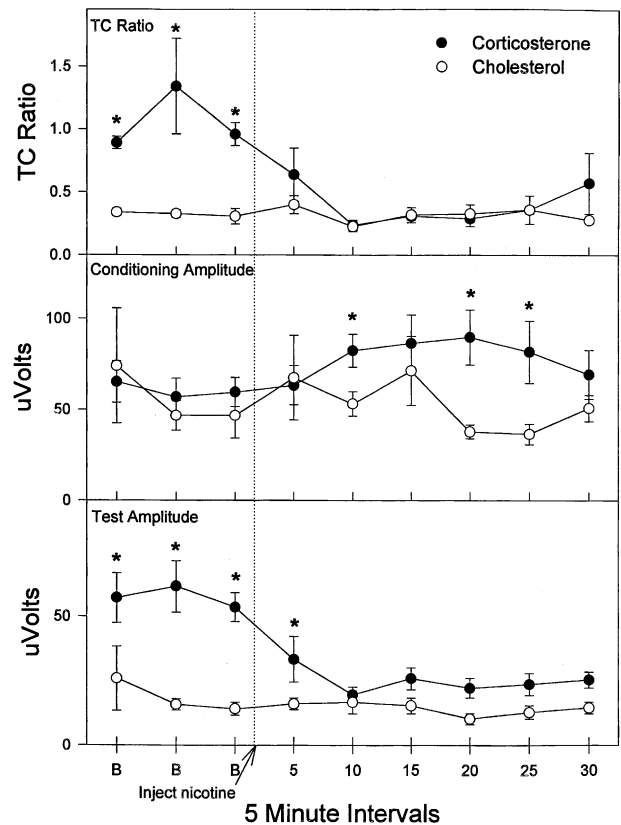 TC Ratio
Corticosterone
Cholesterol
TC Ratio
1.5
1.0
0.5
0.0
*
*
*
Conditioning Amplitude
uVolts
100
50
0
*
*
*
Test Amplitude
uVolts
50
0
*
*
*
*
B B B 5 10 15 20 25 30
Inject nicotine
5 Minute Intervals